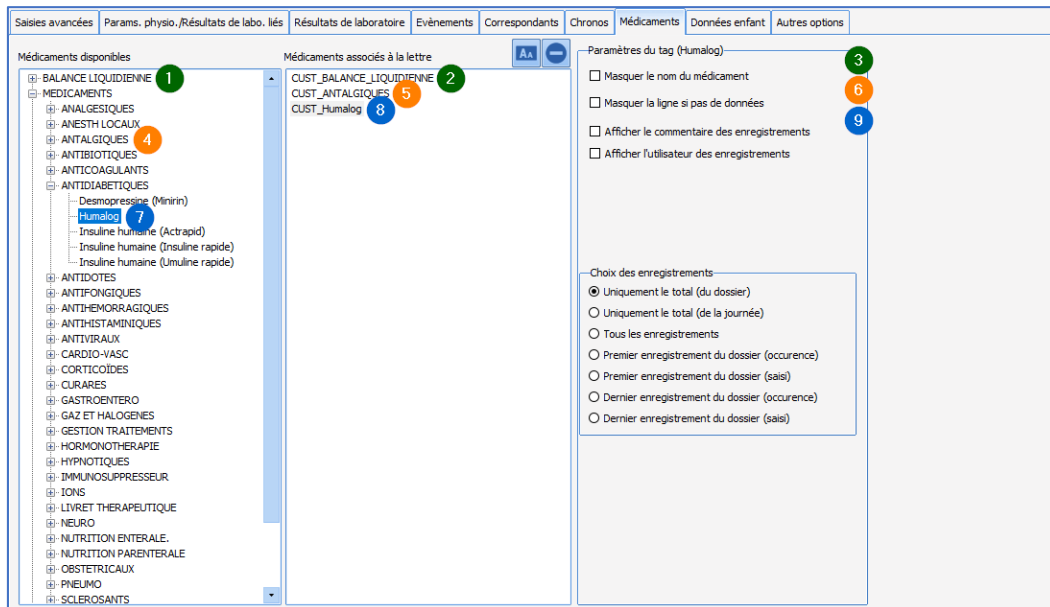 Saisies avancées
Params. physio./Résultats de labo. liés
Résultats de laboratoire
Evènements
Correspondants
Chronos
Médicaments
Données enfant
Autres options
Médicaments disponibles
BALANCE LIQUIDIENNE 1
MEDICAMENTS
ANALGESIQUES
ANESTH LOCAUX
ANTALGIQUES 4
ANTIBIOTIQUES
ANTICOAGULANTS
ANTIDIABETIQUES
Desmopressine (Minirin)
Humalog 7
Insuline humaine (Actrapid)
Insuline humaine (Insuline rapide)
Insuline humaine (Umuline rapide)
ANTIDOTES
ANTIFONGIQUES
ANTIHEMORRAGIQUES
ANTIHISTAMINIQUES
ANTIVIRAUX
CARDIO-VASC
CORTICOÏDES
CURARES
GASTROENTERO
GAZ ET HALOGENES
GESTION TRAITEMENTS
HORMONOTHERAPIE
HYPNOTIQUES
IMMUNOSUPPRESSEUR
IONS
LIVRET THERAPEUTIQUE
NEURO
NUTRITION ENTERALE.
NUTRITION PARENTERALE
OBSTETRICAUX
PNEUMO
SCLEROSANTS
Médicaments associés à la lettre
AA
CUST_BALANCE_LIQUIDIENNE 2
CUST_ANTALGIQUES 5
CUST_Humalog 8
Paramètres du tag (Humalog)
3
Masquer le nom du médicament
6
Masquer la ligne si pas de données
9
Afficher le commentaire des enregistrements
Afficher l'utilisateur des enregistrements
Choix des enregistrements
Uniquement le total (du dossier)
Uniquement le total (de la journée)
Tous les enregistrements
Premier enregistrement du dossier (occurence)
Premier enregistrement du dossier (saisi)
Dernier enregistrement du dossier (occurence)
Dernier enregistrement du dossier (saisi)